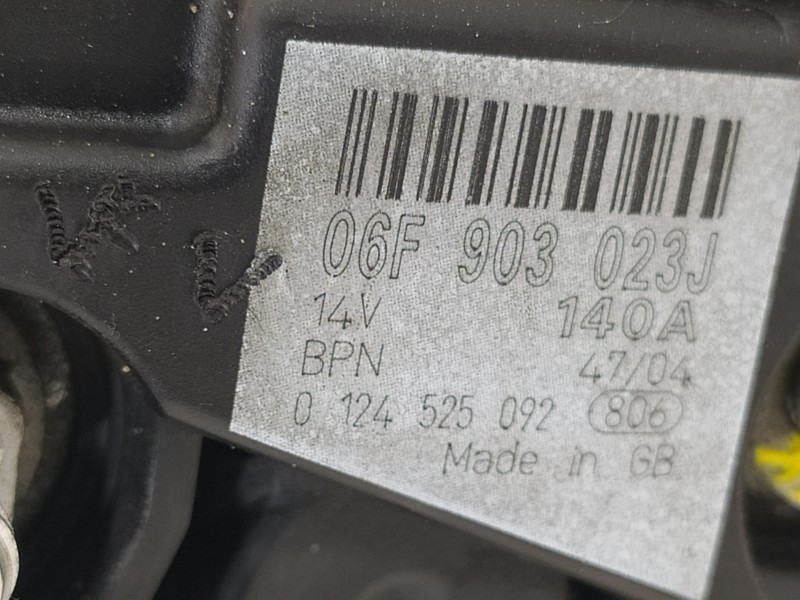 06F 903 023J
14V 140A
BPN 47/04
0 124 525 092 806
Made in GB